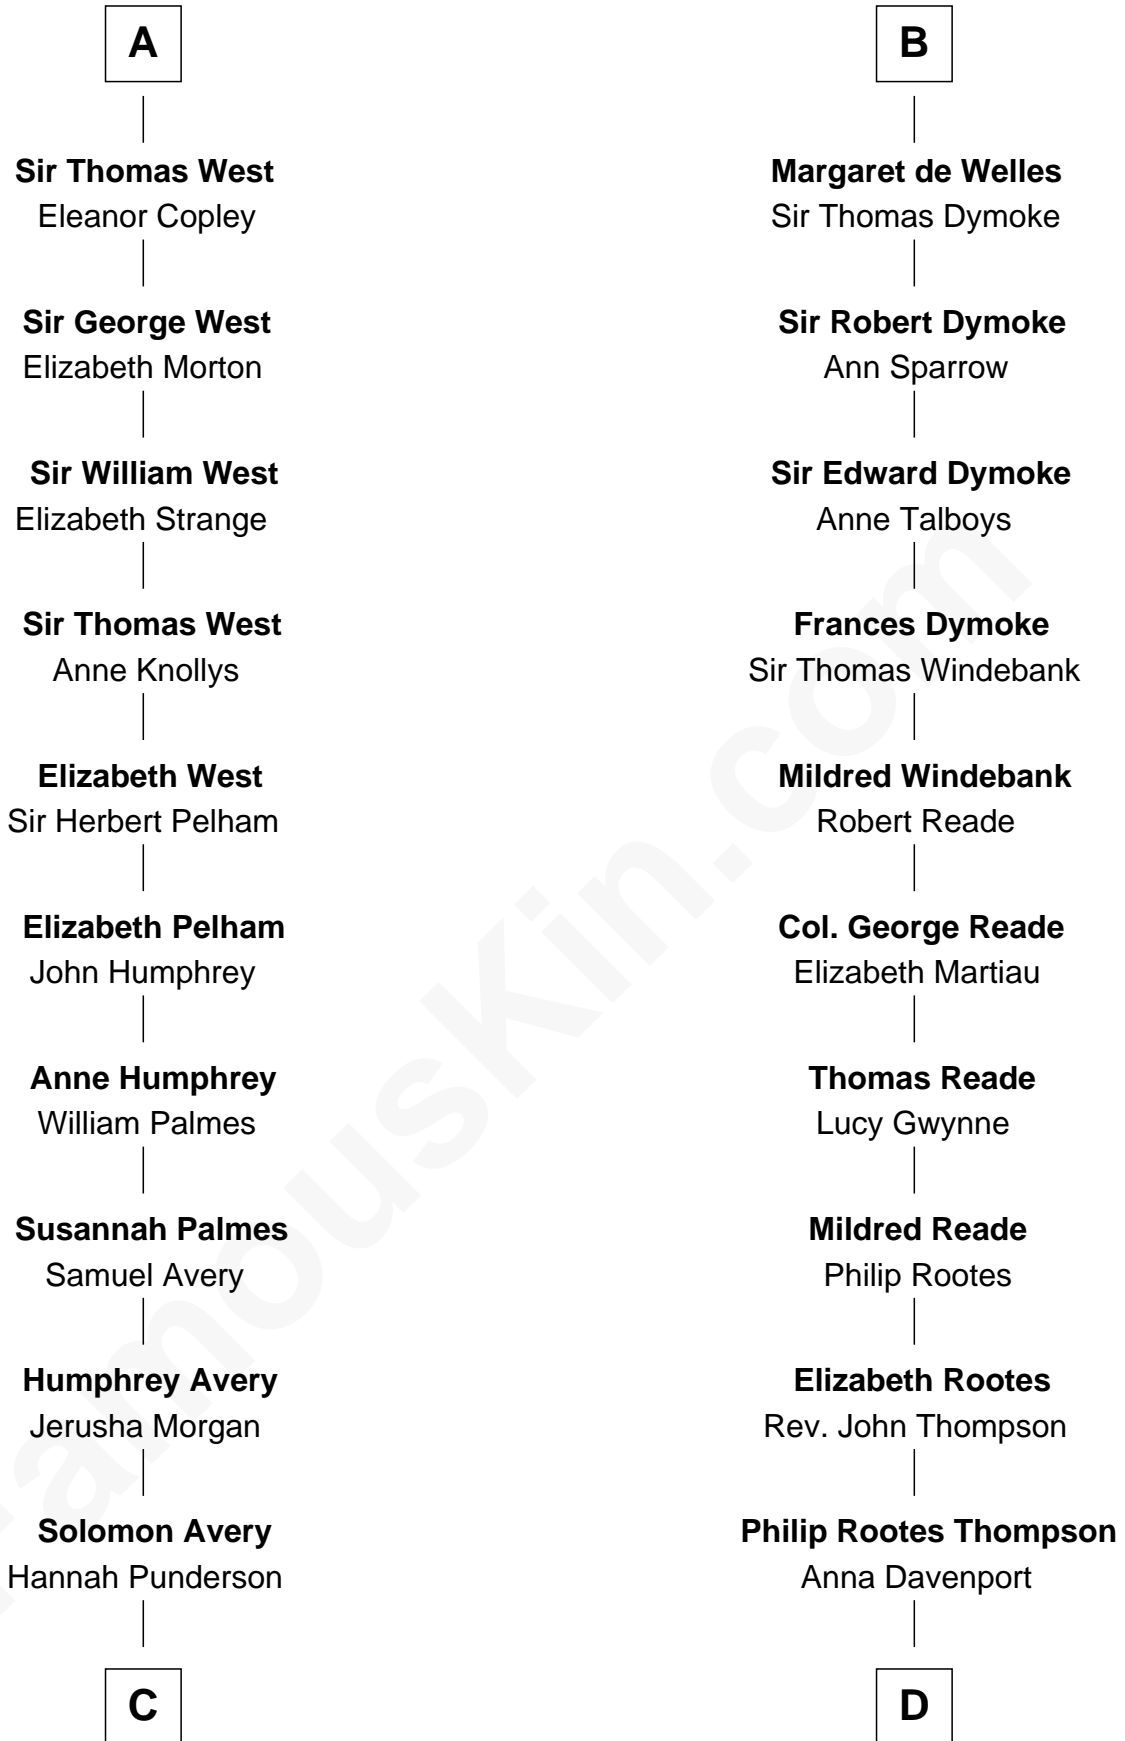 A
Sir Thomas West
Eleanor Copley
Sir George West
Elizabeth Morton
Sir William West
Elizabeth Strange
Sir Thomas West
Anne Knollys
Elizabeth West
Sir Herbert Pelham
Elizabeth Pelham
John Humphrey
Anne Humphrey
William Palmes
Susannah Palmes
Samuel Avery
Humphrey Avery
Jerusha Morgan
Solomon Avery
Hannah Punderson
C
B
Margaret de Welles
Sir Thomas Dymoke
Sir Robert Dymoke
Ann Sparrow
Sir Edward Dymoke
Anne Talboys
Frances Dymoke
Sir Thomas Windebank
Mildred Windebank
Robert Reade
Col. George Reade
Elizabeth Martiau
Thomas Reade
Lucy Gwynne
Mildred Reade
Philip Rootes
Elizabeth Rootes
Rev. John Thompson
Philip Rootes Thompson
Anna Davenport
D
FamousKin.com